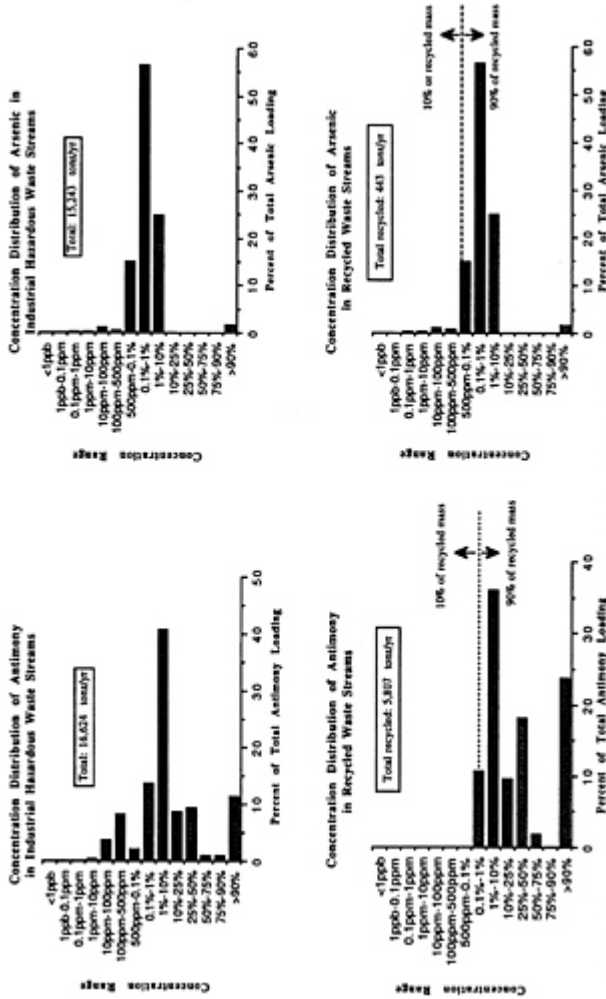 Concentration Distribution of Antimony
in Industrial Hazardous Waste Streams
Total: 16,624 tons/yr
Concentration Range
<1ppb
1ppb-0.1ppm
0.1ppm-1ppm
1ppm-10ppm
10ppm-100ppm
100ppm-500ppm
500ppm-0.1%
0.1%-1%
1%-10%
10%-25%
25%-50%
50%-75%
75%-90%
>90%
0 10 20 30 40 50
Percent of Total Antimony Loading
Concentration Distribution of Arsenic in
Industrial Hazardous Waste Streams
Total: 15,243 tons/yr
Concentration Range
<1ppb
1ppb-0.1ppm
0.1ppm-1ppm
1ppm-10ppm
10ppm-100ppm
100ppm-500ppm
500ppm-0.1%
0.1%-1%
1%-10%
10%-25%
25%-50%
50%-75%
75%-90%
>90%
0 10 20 30 40 50 60
Percent of Total Arsenic Loading
Concentration Distribution of Antimony
in Recycled Waste Streams
Total recycled: 5,807 tons/yr
10% of recycled mass
90% of recycled mass
Concentration Range
<1ppb
1ppb-0.1ppm
0.1ppm-1ppm
1ppm-10ppm
10ppm-100ppm
100ppm-500ppm
500ppm-0.1%
0.1%-1%
1%-10%
10%-25%
25%-50%
50%-75%
75%-90%
>90%
0 10 20 30 40
Percent of Total Antimony Loading
Concentration Distribution of Arsenic
in Recycled Waste Streams
Total recycled: 443 tons/yr
10% or recycled mass
90% of recycled mass
Concentration Range
<1ppb
1ppb-0.1ppm
0.1ppm-1ppm
1ppm-10ppm
10ppm-100ppm
100ppm-500ppm
500ppm-0.1%
0.1%-1%
1%-10%
10%-25%
25%-50%
50%-75%
75%-90%
>90%
0 10 20 30 40 50 60
Percent of Total Arsenic Loading